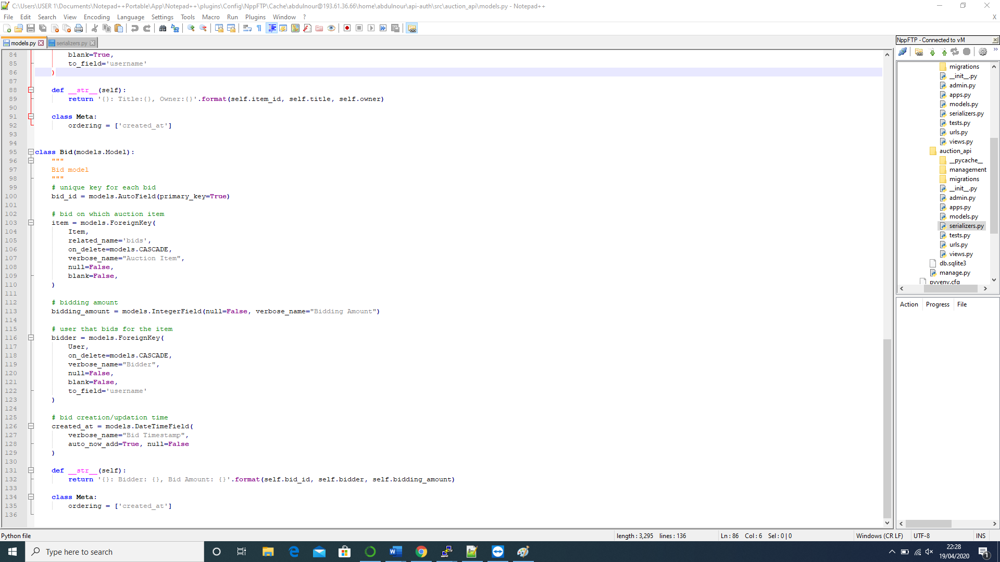 C:\Users\USER 1\Documents\Notepad++Portable\App\Notepad++\plugins\Config\NppFTP\Cache\abdulnour@193.61.36.66\home\abdulnour\api-auth\src\auction_api\models.py - Notepad++
File Edit Search View Encoding Language Settings Tools Macro Run Plugins Window ? X
models.py serializers.py
84 blank=True,
85 to_field='username'
86 )
87
88 def __str__(self):
89 return '{}: Title:{}, Owner:{}'.format(self.item_id, self.title, self.owner)
90
91 class Meta:
92 ordering = ['created_at']
93
94
95 class Bid(models.Model):
96 """
97 Bid model
98 """
99 # unique key for each bid
100 bid_id = models.AutoField(primary_key=True)
101
102 # bid on which auction item
103 item = models.ForeignKey(
104 Item,
105 related_name='bids',
106 on_delete=models.CASCADE,
107 verbose_name="Auction Item",
108 null=False,
109 blank=False,
110 )
111
112 # bidding amount
113 bidding_amount = models.IntegerField(null=False, verbose_name="Bidding Amount")
114
115 # user that bids for the item
116 bidder = models.ForeignKey(
117 User,
118 on_delete=models.CASCADE,
119 verbose_name="Bidder",
120 null=False,
121 blank=False,
122 to_field='username'
123 )
124
125 # bid creation/updation time
126 created_at = models.DateTimeField(
127 verbose_name="Bid Timestamp",
128 auto_now_add=True, null=False
129 )
130
131 def __str__(self):
132 return '{}: Bidder: {}, Bid Amount: {}'.format(self.bid_id, self.bidder, self.bidding_amount)
133
134 class Meta:
135 ordering = ['created_at']
136
NppFTP - Connected to vM
migrations
__init__.py
admin.py
apps.py
models.py
serializers.py
tests.py
urls.py
views.py
auction_api
__pycache__
management
migrations
__init__.py
admin.py
apps.py
models.py
serializers.py
tests.py
urls.py
views.py
db.sqlite3
manage.py
pyvenv.cfg
Action Progress File
Python file length : 3,295 lines : 136 Ln : 86 Col : 6 Sel : 0 | 0 Windows (CR LF) UTF-8 INS
Type here to search
22:28
19/04/2020
1